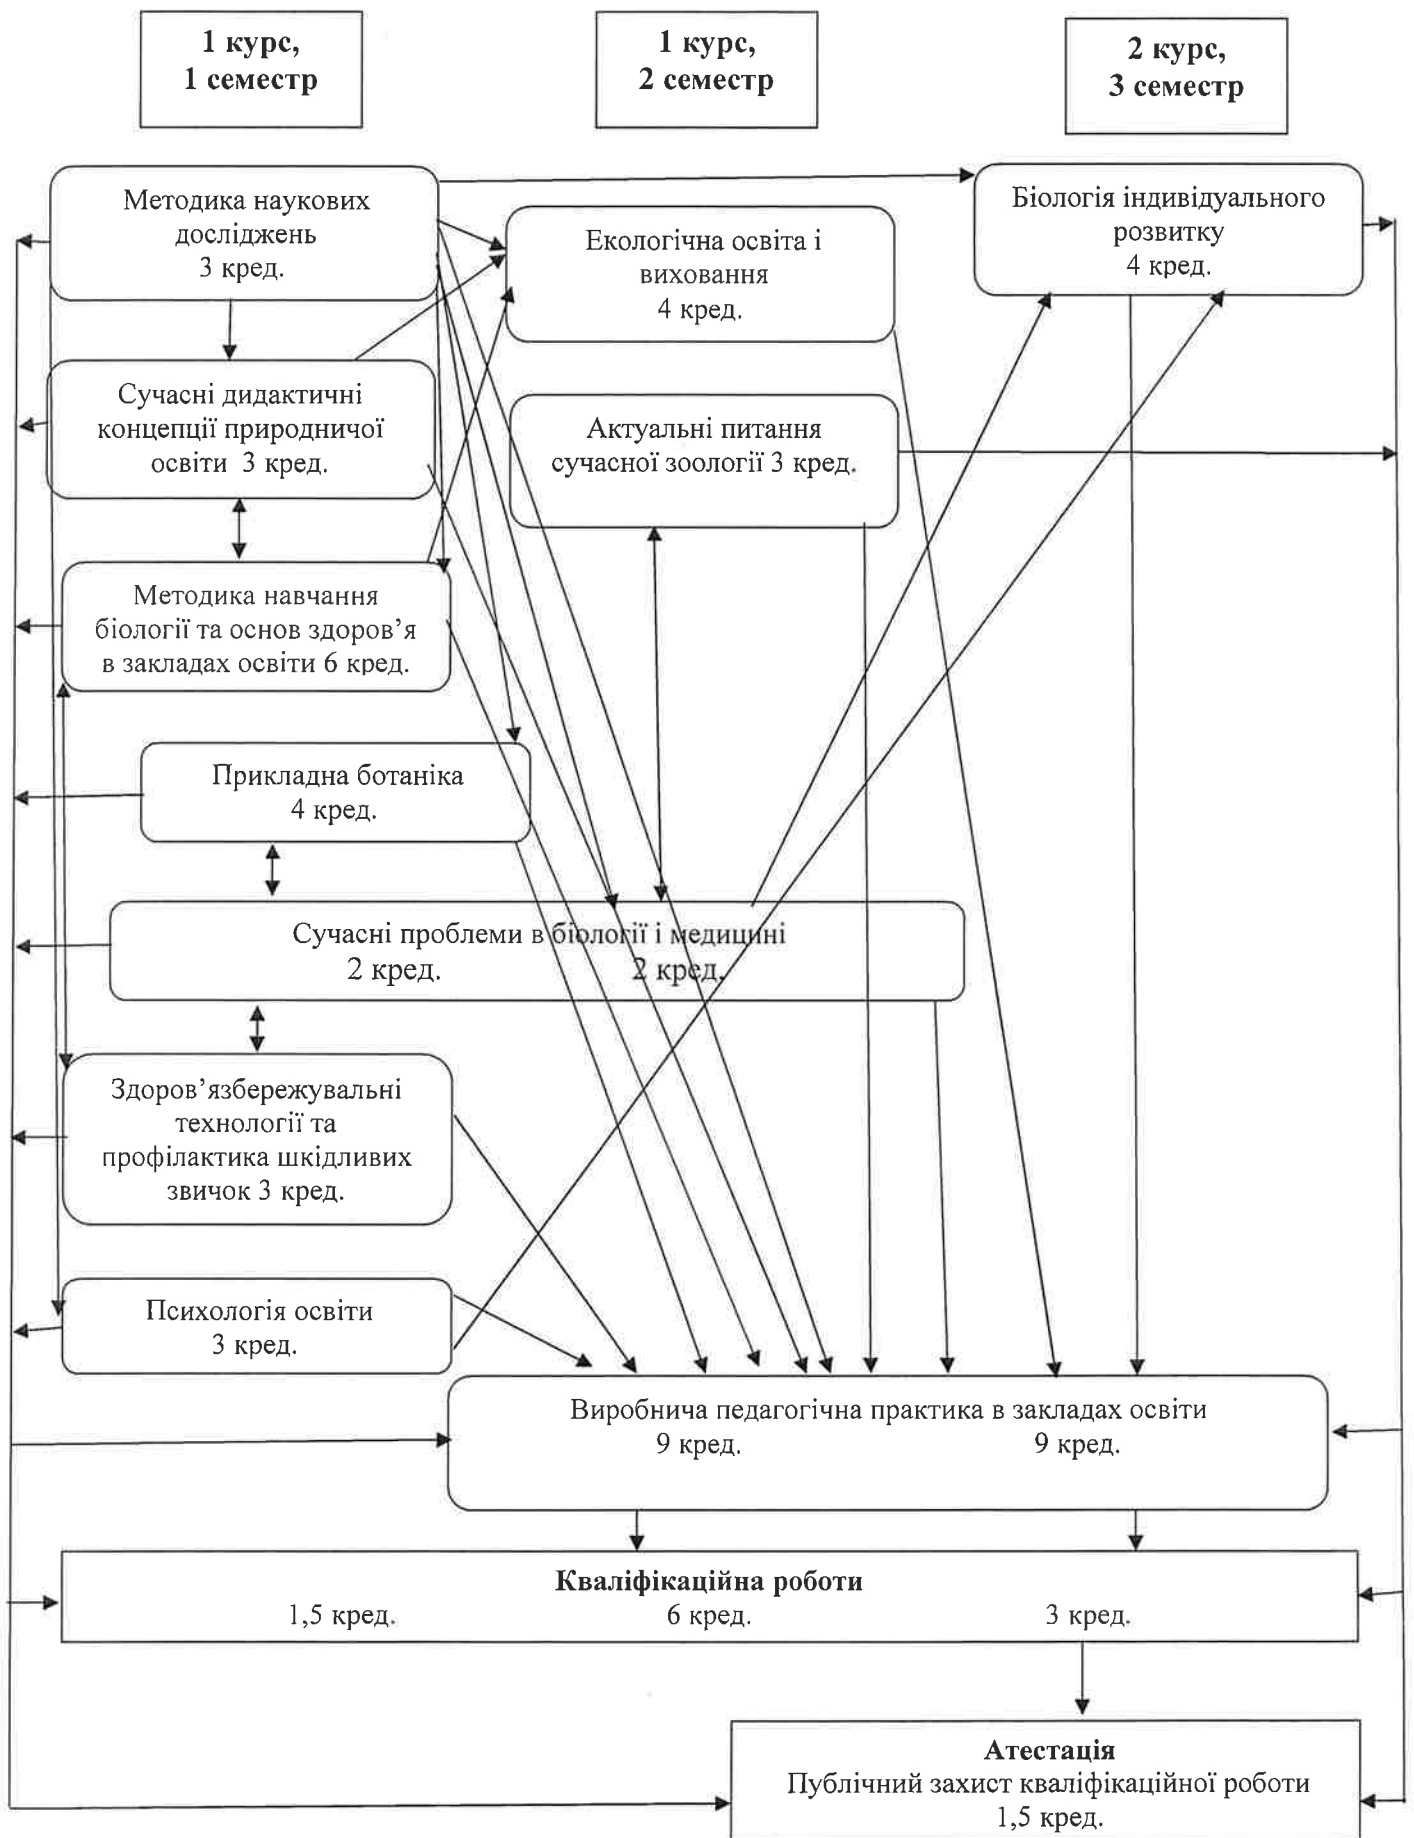 1 курс,
1 семестр
1 курс,
2 семестр
2 курс,
3 семестр
Методика наукових
досліджень
3 кред.
Екологічна освіта і
виховання
4 кред.
Біологія індивідуального
розвитку
4 кред.
Сучасні дидактичні
концепції природничої
освіти 3 кред.
Актуальні питання
сучасної зоології 3 кред.
Методика навчання
біології та основ здоров’я
в закладах освіти 6 кред.
Прикладна ботаніка
4 кред.
Сучасні проблеми в біології і медицині
2 кред. 2 кред.
Здоров’язбережувальні
технології та
профілактика шкідливих
звичок 3 кред.
Психологія освіти
3 кред.
Виробнича педагогічна практика в закладах освіти
9 кред. 9 кред.
Кваліфікаційна роботи
1,5 кред. 6 кред. 3 кред.
Атестація
Публічний захист кваліфікаційної роботи
1,5 кред.